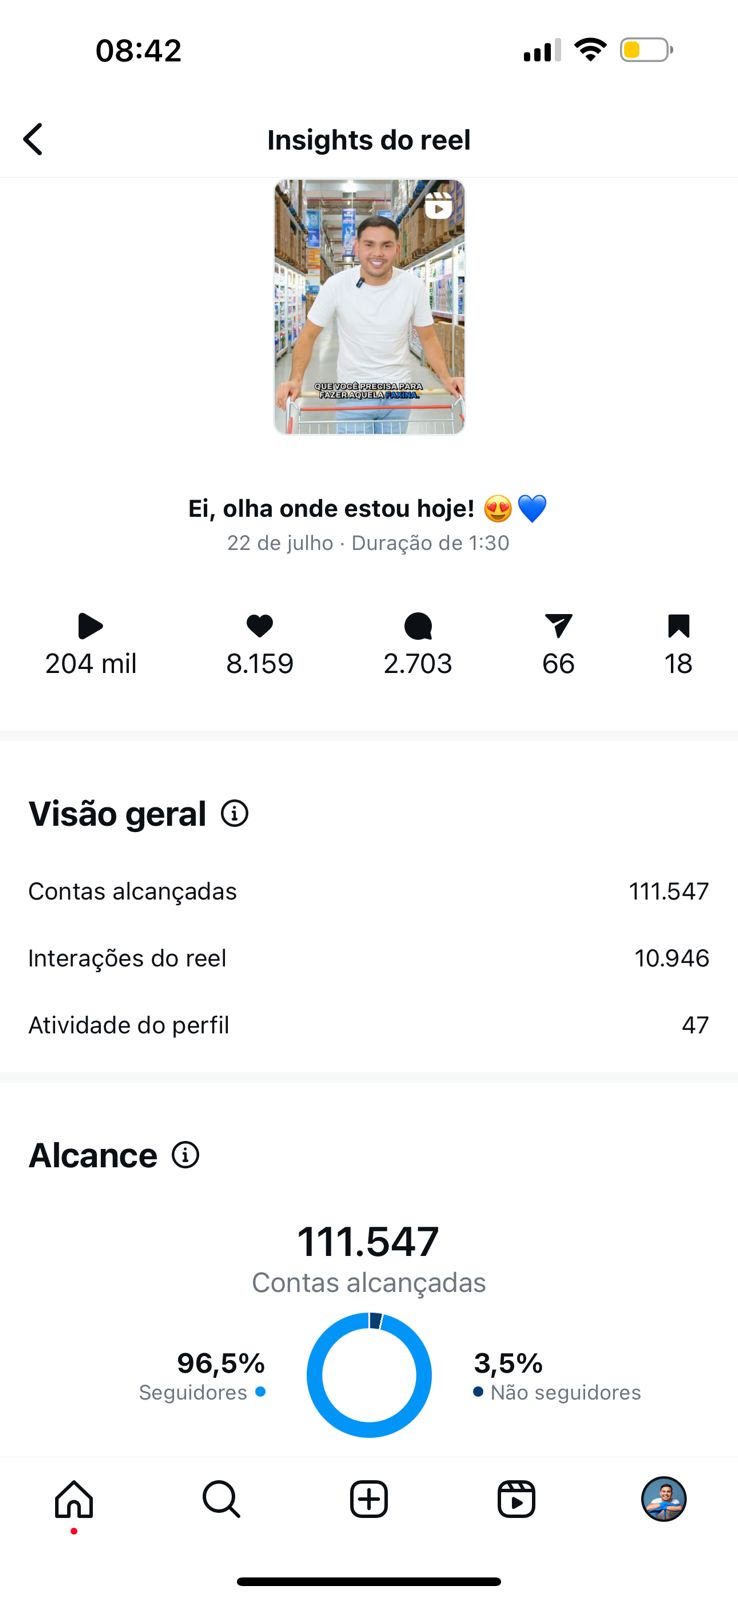 08:42
Insights do reel
QUE VOCÊ PRECISA PARA
FAZER AQUELA FAXINA.
Ei, olha onde estou hoje! 😍💙
22 de julho · Duração de 1:30
204 mil
8.159
2.703
66
18
Visão geral
Contas alcançadas 111.547
Interações do reel 10.946
Atividade do perfil 47
Alcance
111.547
Contas alcançadas
96,5% 3,5%
Seguidores Não seguidores